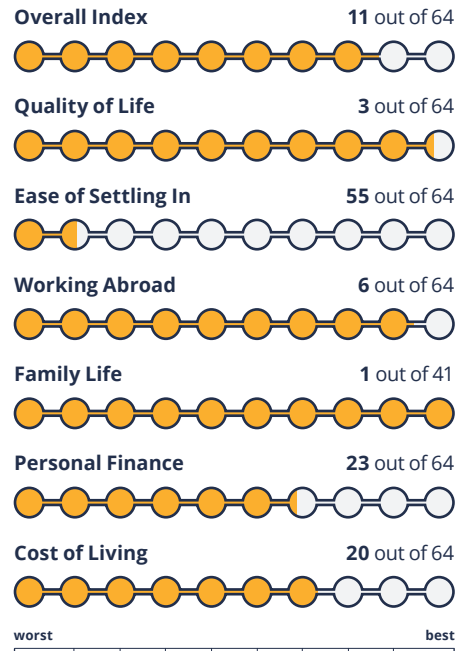 Overall Index 11 out of 64
Quality of Life 3 out of 64
Ease of Settling In 55 out of 64
Working Abroad 6 out of 64
Family Life 1 out of 41
Personal Finance 23 out of 64
Cost of Living 20 out of 64
worst best